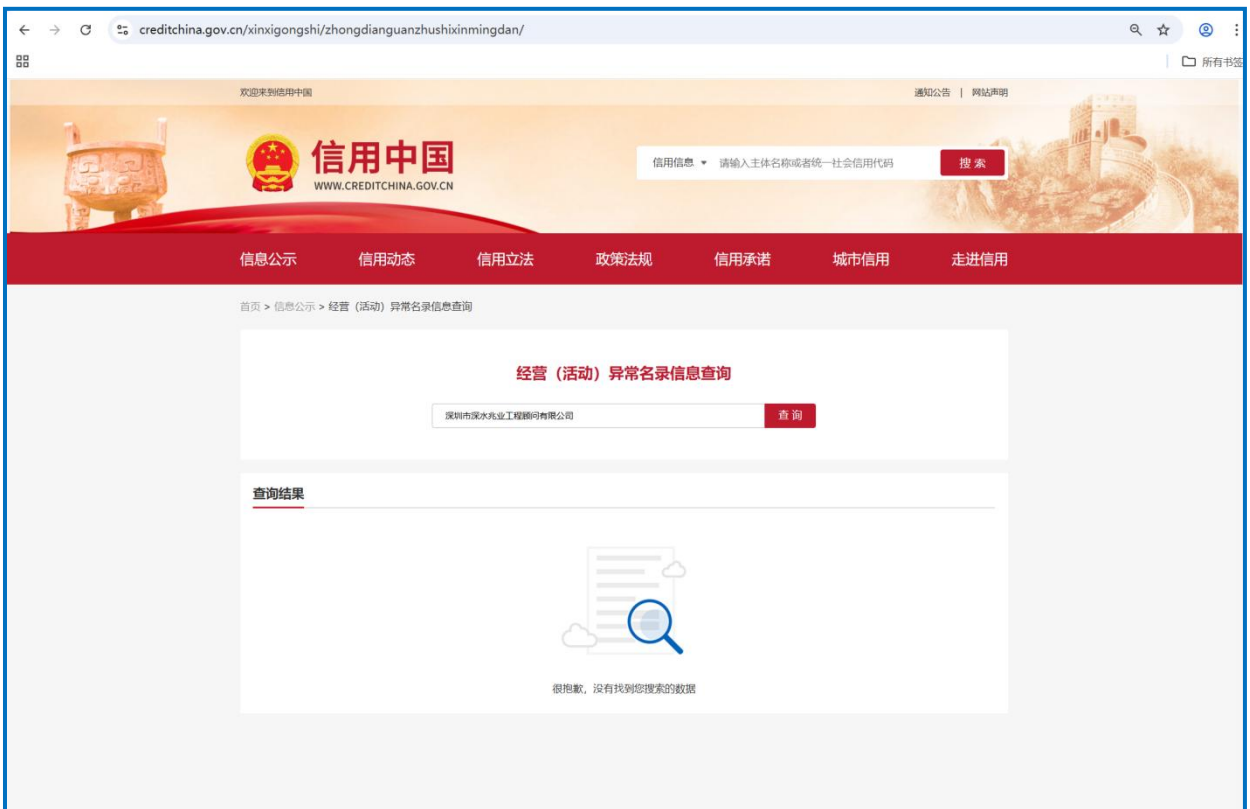 creditchina.gov.cn/xinxigongshi/zhongdianguanzhushixinmingdan/
所有书签
欢迎来到信用中国
通知公告 | 网站声明
信用中国
WWW.CREDITCHINA.GOV.CN
信用信息 请输入主体名称或者统一社会信用代码 搜索
信息公示 信用动态 信用立法 政策法规 信用承诺 城市信用 走进信用
首页 > 信息公示 > 经营（活动）异常名录信息查询
经营（活动）异常名录信息查询
深圳市深水兆业工程顾问有限公司 查询
查询结果
很抱歉，没有找到您搜索的数据